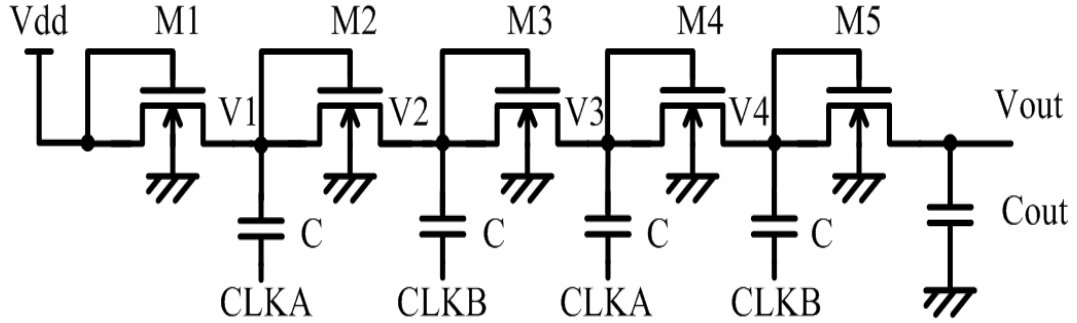 Vdd M1 M2 M3 M4 M5
V1 V2 V3 V4 Vout
C C C C Cout
CLKA CLKB CLKA CLKB